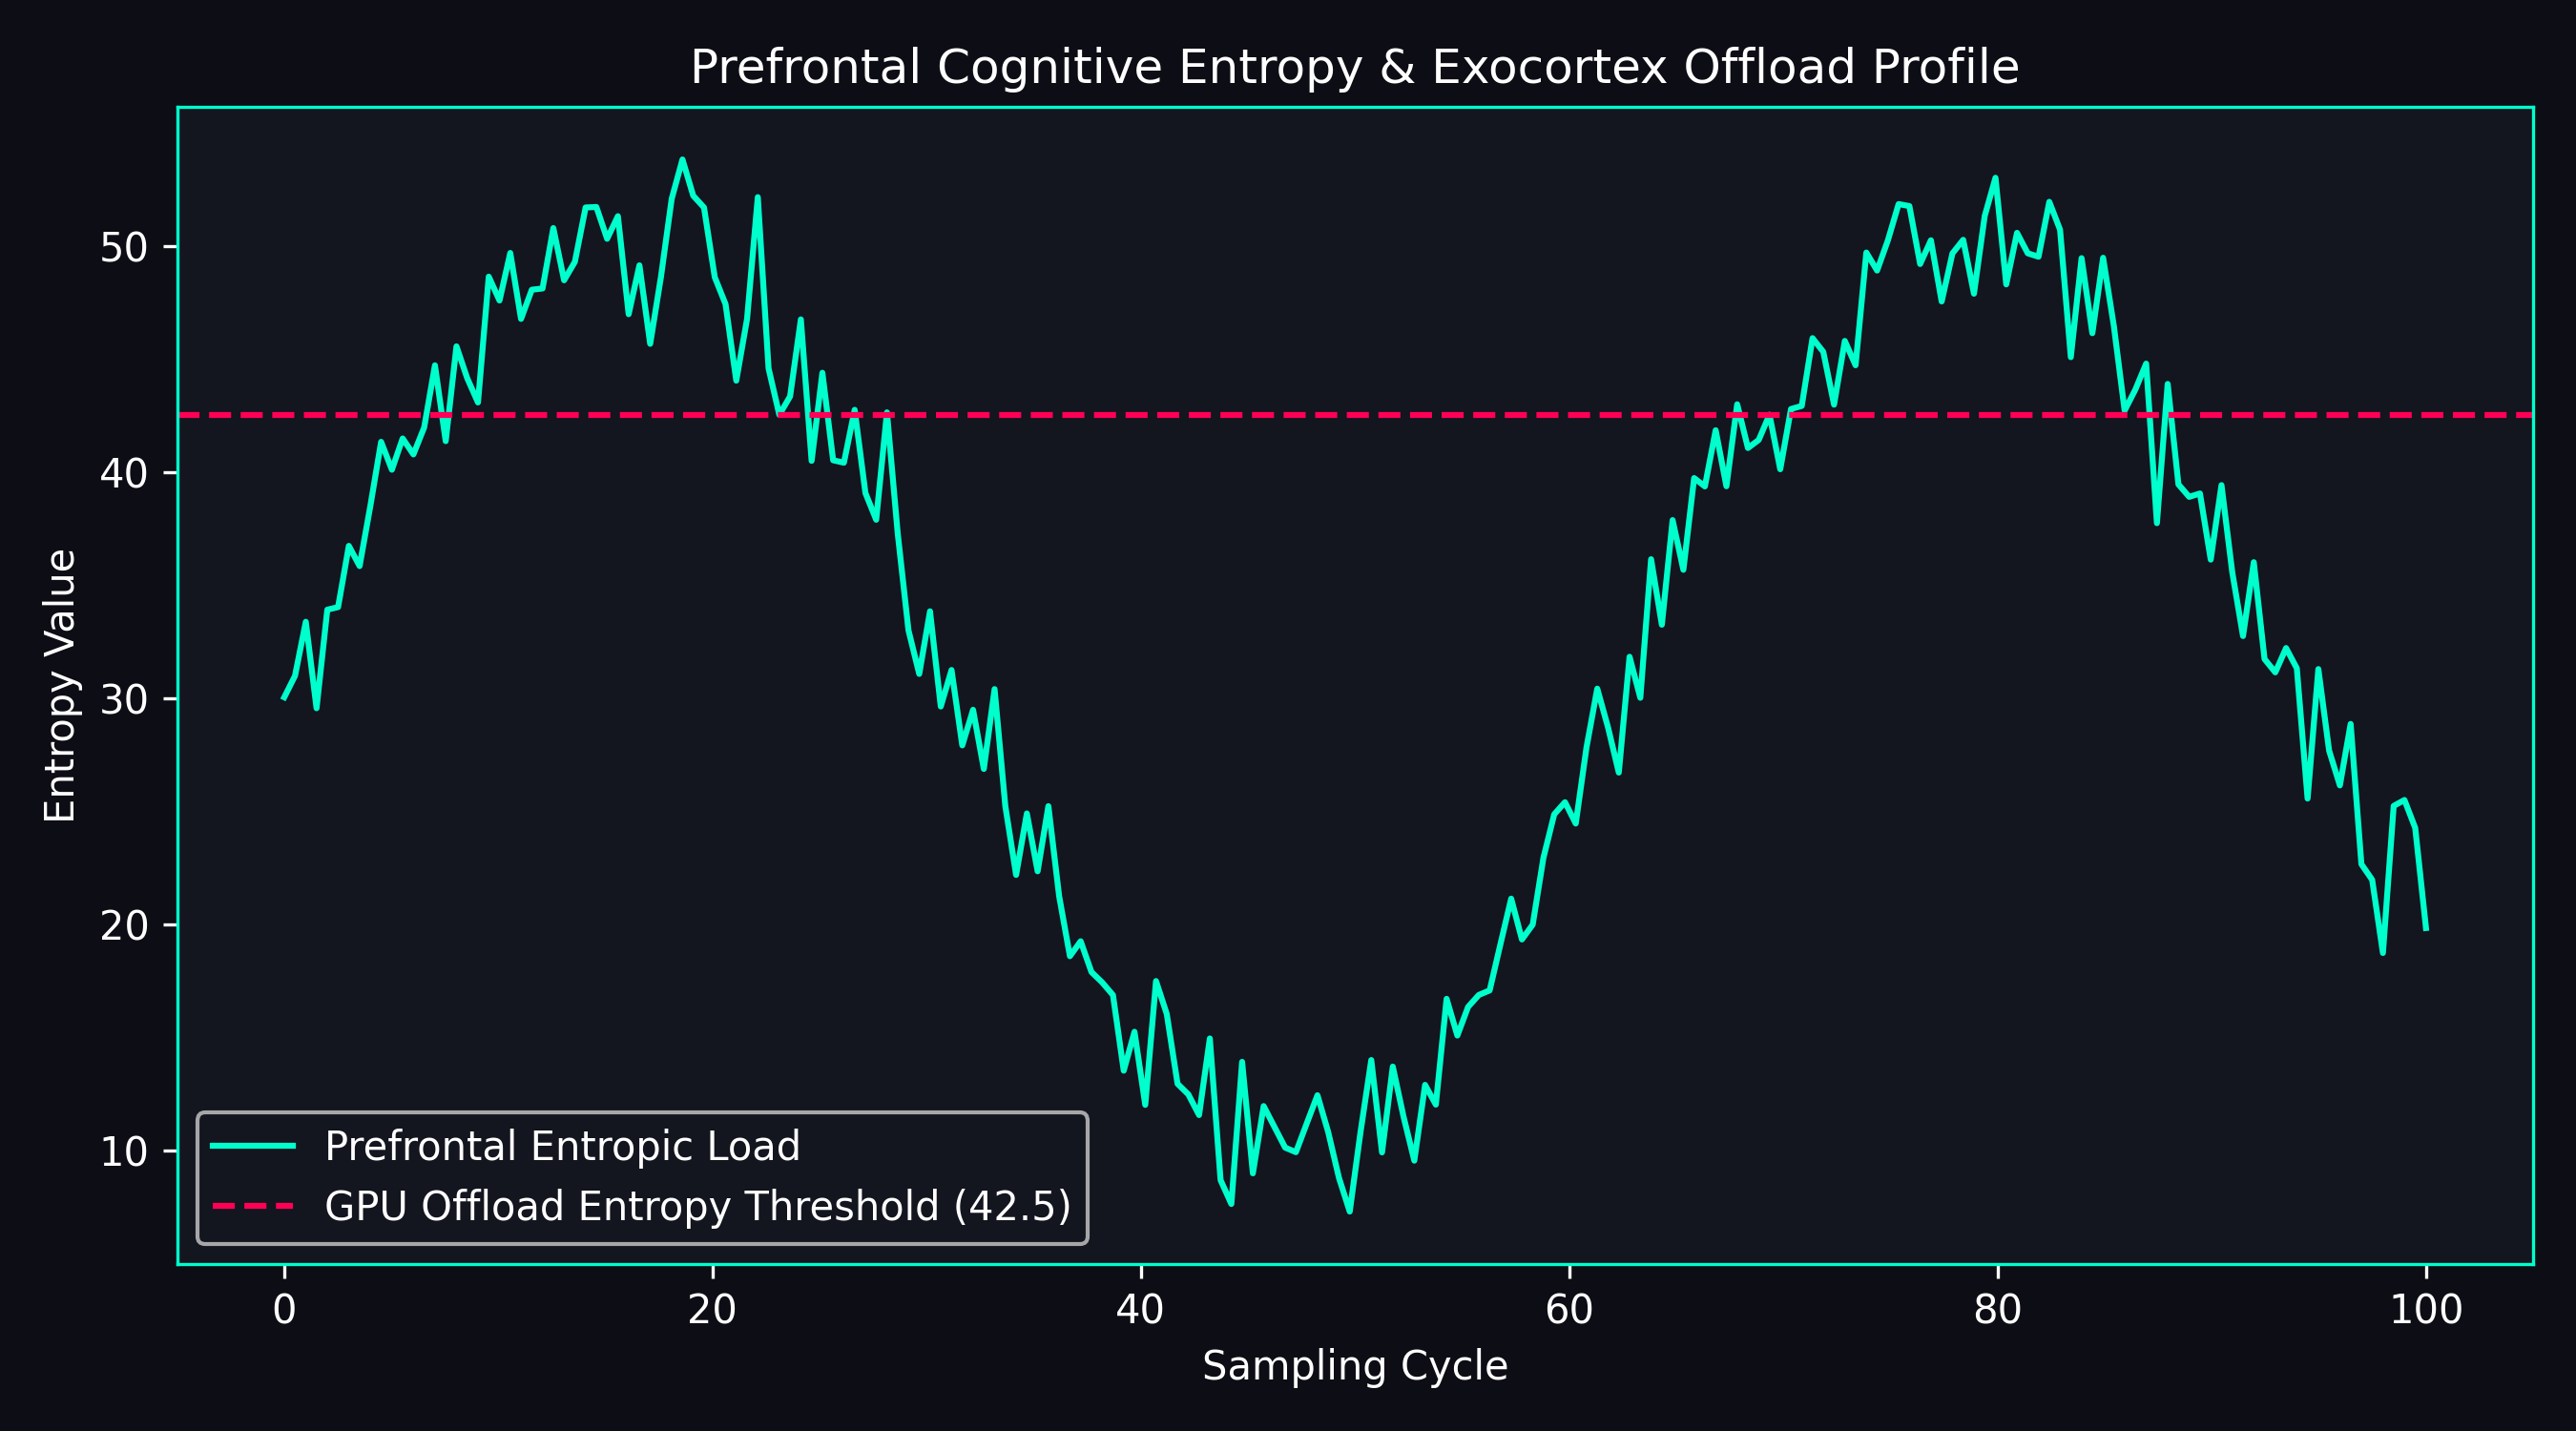 Prefrontal Cognitive Entropy & Exocortex Offload Profile
Entropy Value
50
40
30
20
10
Prefrontal Entropic Load
GPU Offload Entropy Threshold (42.5)
0 20 40 60 80 100
Sampling Cycle